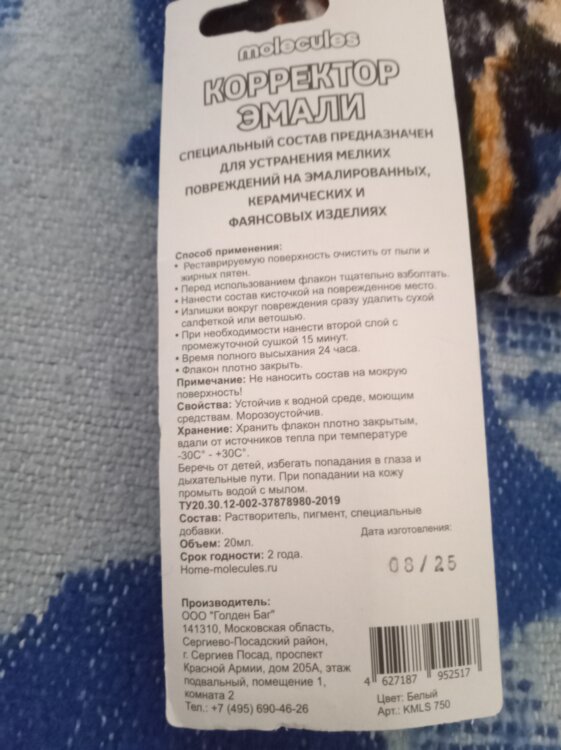 molecules
КОРРЕКТОР
ЭМАЛИ
СПЕЦИАЛЬНЫЙ СОСТАВ ПРЕДНАЗНАЧЕН
ДЛЯ УСТРАНЕНИЯ МЕЛКИХ
ПОВРЕЖДЕНИЙ НА ЭМАЛИРОВАННЫХ,
КЕРАМИЧЕСКИХ И
ФАЯНСОВЫХ ИЗДЕЛИЯХ
Способ применения:
• Реставрируемую поверхность очистить от пыли и
жирных пятен.
• Перед использованием флакон тщательно взболтать.
• Нанести состав кисточкой на поврежденное место.
• Излишки вокруг повреждения сразу удалить сухой
салфеткой или ветошью.
• При необходимости нанести второй слой с
промежуточной сушкой 15 минут.
• Время полного высыхания 24 часа.
• Флакон плотно закрыть.
Примечание: Не наносить состав на мокрую
поверхность!
Свойства: Устойчив к водной среде, моющим
средствам. Морозоустойчив.
Хранение: Хранить флакон плотно закрытым,
вдали от источников тепла при температуре
-30С° - +30С°.
Беречь от детей, избегать попадания в глаза и
дыхательные пути. При попадании на кожу
промыть водой с мылом.
ТУ20.30.12-002-37878980-2019
Состав: Растворитель, пигмент, специальные
добавки.
Объем: 20мл.
Срок годности: 2 года.
Home-molecules.ru
Дата изготовления:
08/25
Производитель:
ООО "Голден Баг"
141310, Московская область,
Сергиево-Посадский район,
г. Сергиев Посад, проспект
Красной Армии, дом 205А, этаж
подвальный, помещение 1,
комната 2
Тел.: +7 (495) 690-46-26
4 627187 952517
Цвет: Белый
Арт.: KMLS 750